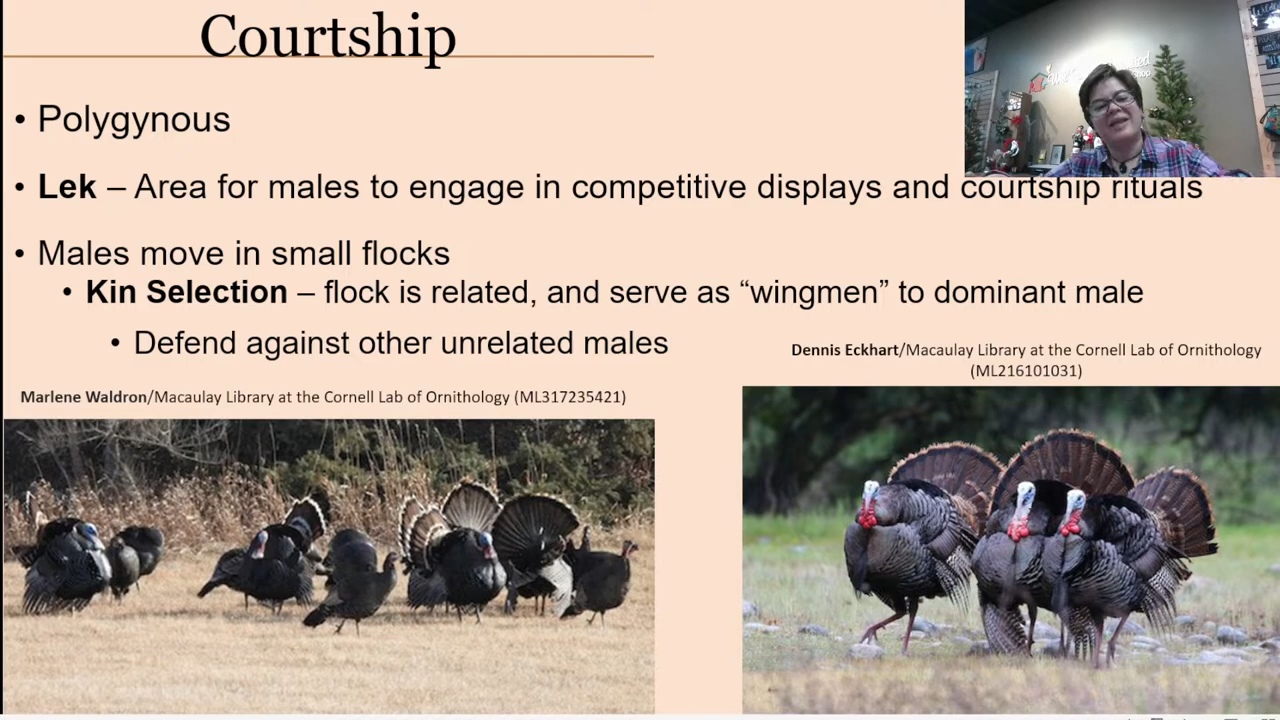 Courtship
• Polygynous
• Lek – Area for males to engage in competitive displays and courtship rituals
• Males move in small flocks
• Kin Selection – flock is related, and serve as “wingmen” to dominant male
• Defend against other unrelated males
Dennis Eckhart/Macaulay Library at the Cornell Lab of Ornithology
(ML216101031)
Marlene Waldron/Macaulay Library at the Cornell Lab of Ornithology (ML317235421)